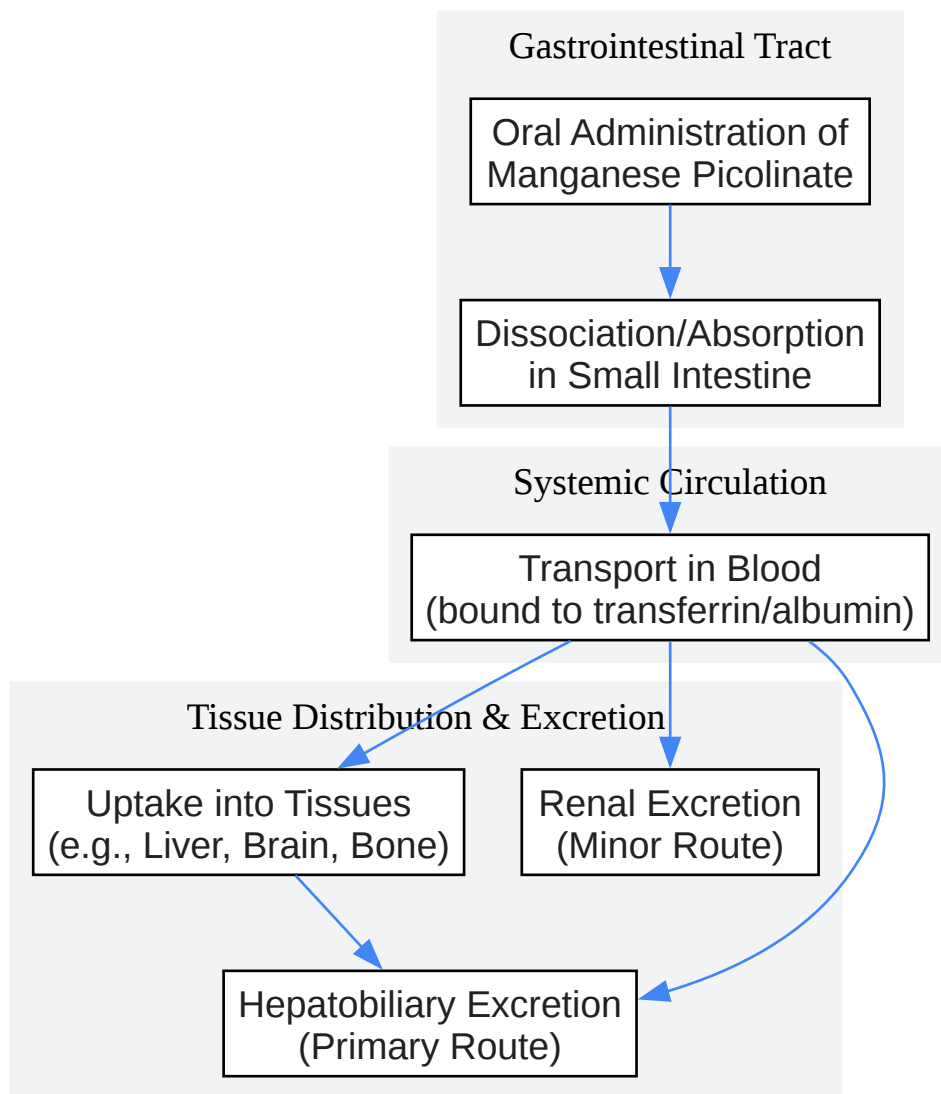 Gastrointestinal Tract
Oral Administration of
Manganese Picolinate
Dissociation/Absorption
in Small Intestine
Systemic Circulation
Transport in Blood
(bound to transferrin/albumin)
Tissue Distribution & Excretion
Uptake into Tissues
(e.g., Liver, Brain, Bone)
Renal Excretion
(Minor Route)
Hepatobiliary Excretion
(Primary Route)